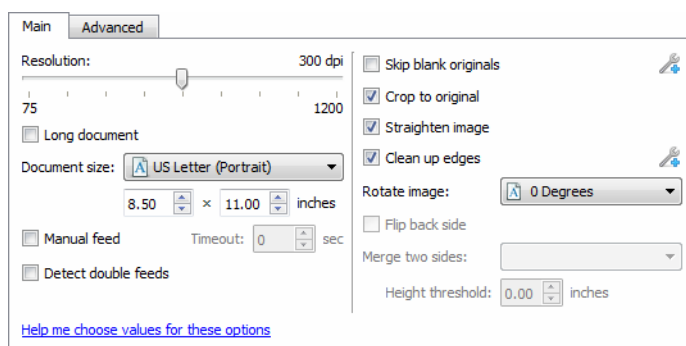 Main
Advanced
Resolution: 300 dpi
75 1200
Long document
Document size: US Letter (Portrait)
8.50 × 11.00 inches
Manual feed Timeout: 0 sec
Detect double feeds
Help me choose values for these options
Skip blank originals
Crop to original
Straighten image
Clean up edges
Rotate image: 0 Degrees
Flip back side
Merge two sides:
Height threshold: 0.00 inches